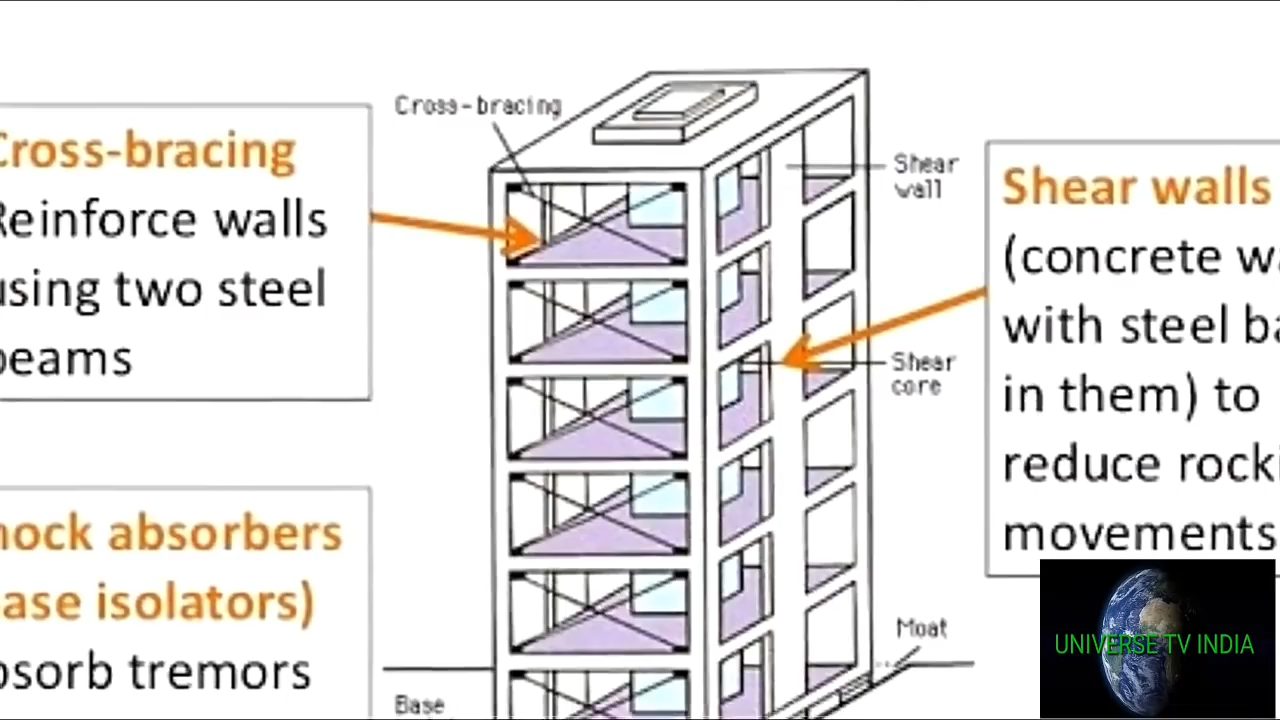 Cross-bracing
Reinforce walls
using two steel
beams
hock absorbers
ase isolators)
bsorb tremors
Cross-bracing
Shear
wall
Shear
core
Moat
Base
Shear walls
(concrete wa
with steel ba
in them) to
reduce rocki
movements
UNIVERSE TV INDIA